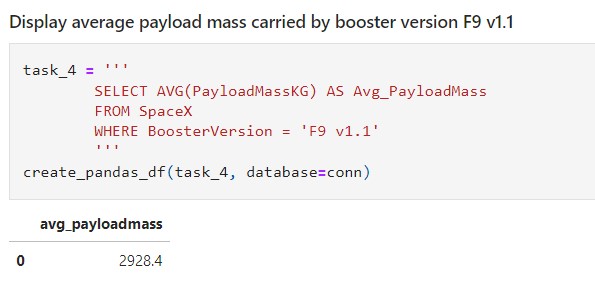 Display average payload mass carried by booster version F9 v1.1
task_4 = '''
SELECT AVG(PayloadMassKG) AS Avg_PayloadMass
FROM SpaceX
WHERE BoosterVersion = 'F9 v1.1'
'''
create_pandas_df(task_4, database=conn)
avg_payloadmass
0 2928.4